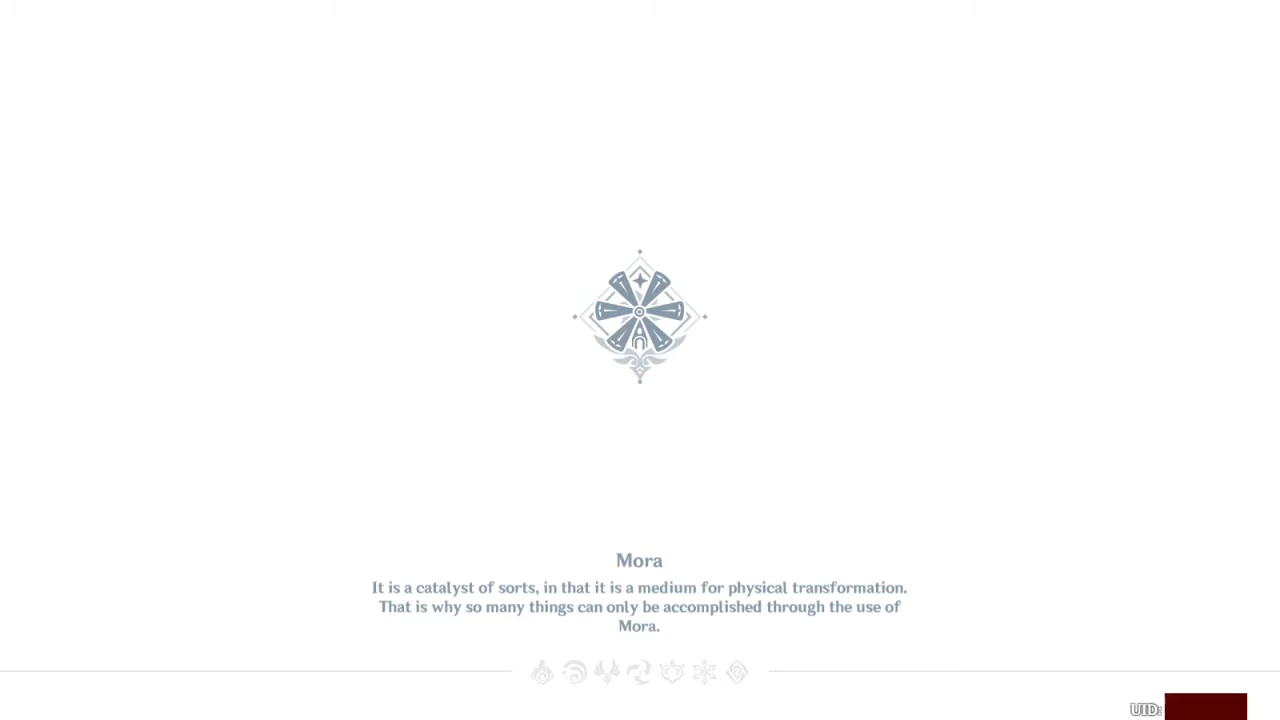 Mora
It is a catalyst of sorts, in that it is a medium for physical transformation.
That is why so many things can only be accomplished through the use of
Mora.
UID: